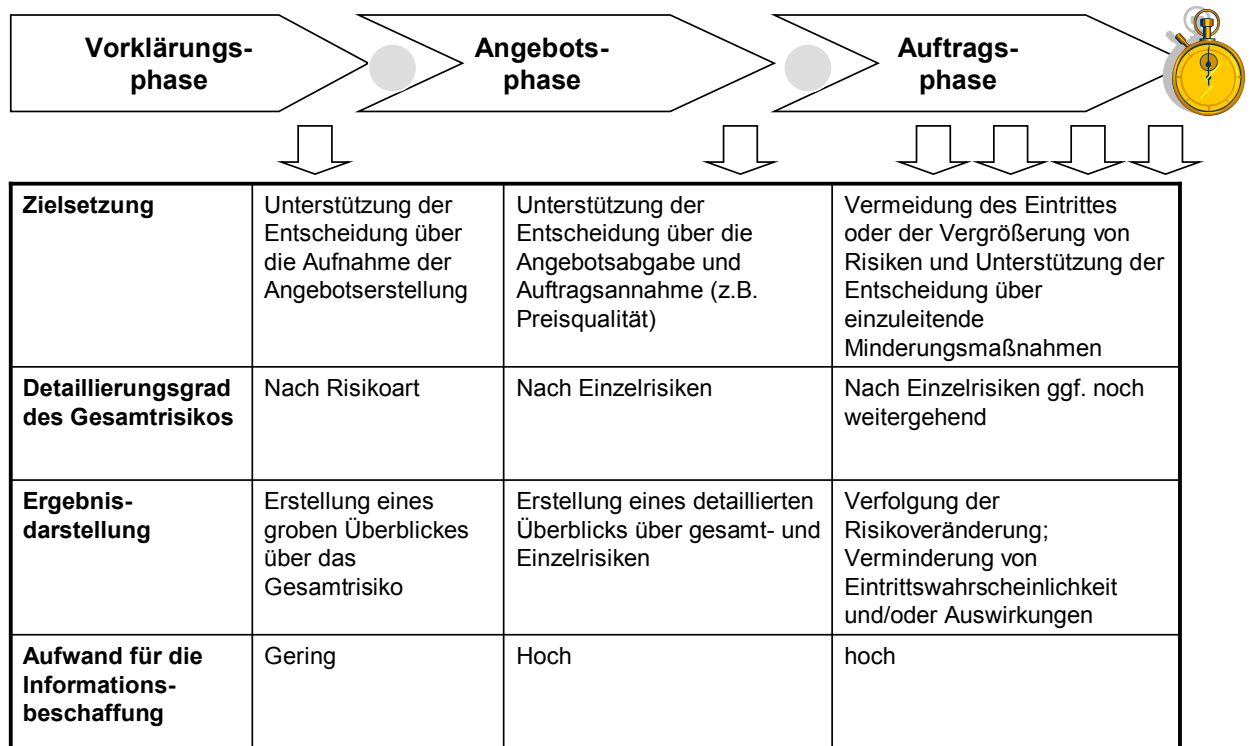 Vorklärungs-
phase
Angebots-
phase
Auftrags-
phase
Zielsetzung
Unterstützung der
Entscheidung über
die Aufnahme der
Angebotserstellung
Unterstützung der
Entscheidung über die
Angebotsabgabe und
Auftragsannahme (z.B.
Preisqualität)
Vermeidung des Eintrittes
oder der Vergrößerung von
Risiken und Unterstützung der
Entscheidung über
einzuleitende
Minderungsmaßnahmen
Detaillierungsgrad
des Gesamtrisikos
Nach Risikoart
Nach Einzelrisiken
Nach Einzelrisiken ggf. noch
weitergehend
Ergebnis-
darstellung
Erstellung eines
groben Überblickes
über das
Gesamtrisiko
Erstellung eines detaillierten
Überblicks über gesamt- und
Einzelrisiken
Verfolgung der
Risikoveränderung;
Verminderung von
Eintrittswahrscheinlichkeit
und/oder Auswirkungen
Aufwand für die
Informations-
beschaffung
Gering
Hoch
hoch